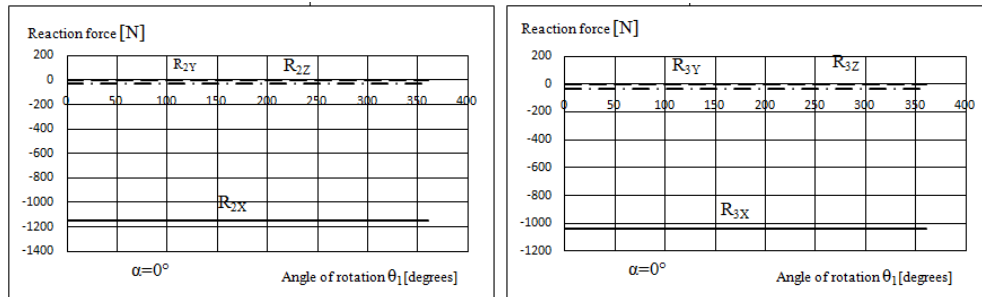 Reaction force [N]
200
R2Y R2Z
0
0 50 100 150 200 250 300 350 400
-200
-400
-600
-800
-1000
R2X
-1200
-1400
α=0° Angle of rotation θ1 [degrees]
Reaction force [N]
200
R3Y R3Z
0
0 50 100 150 200 250 300 350 400
-200
-400
-600
-800
R3X
-1000
-1200
α=0° Angle of rotation θ1 [degrees]